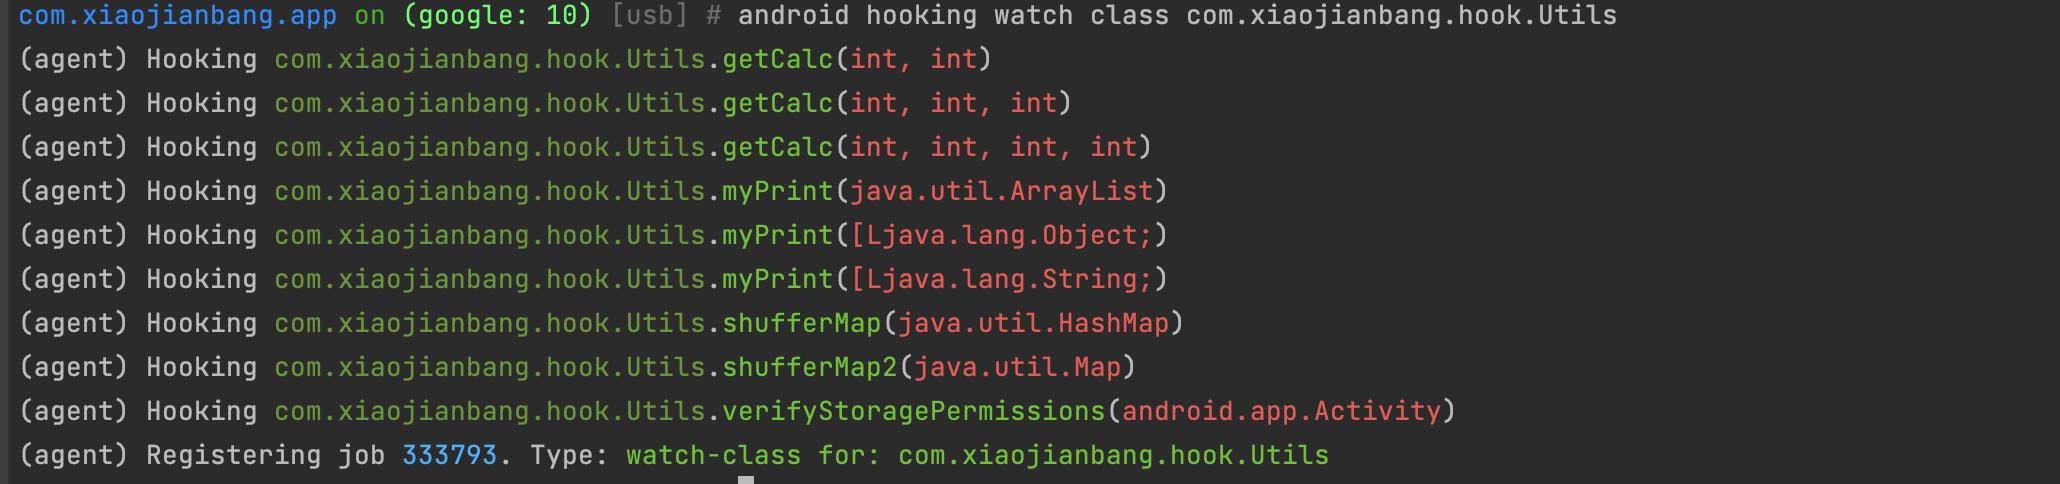 com.xiaojianbang.app on (google: 10) [usb] # android hooking watch class com.xiaojianbang.hook.Utils
(agent) Hooking com.xiaojianbang.hook.Utils.getCalc(int, int)
(agent) Hooking com.xiaojianbang.hook.Utils.getCalc(int, int, int)
(agent) Hooking com.xiaojianbang.hook.Utils.getCalc(int, int, int, int)
(agent) Hooking com.xiaojianbang.hook.Utils.myPrint(java.util.ArrayList)
(agent) Hooking com.xiaojianbang.hook.Utils.myPrint([Ljava.lang.Object;)
(agent) Hooking com.xiaojianbang.hook.Utils.myPrint([Ljava.lang.String;)
(agent) Hooking com.xiaojianbang.hook.Utils.shufferMap(java.util.HashMap)
(agent) Hooking com.xiaojianbang.hook.Utils.shufferMap2(java.util.Map)
(agent) Hooking com.xiaojianbang.hook.Utils.verifyStoragePermissions(android.app.Activity)
(agent) Registering job 333793. Type: watch-class for: com.xiaojianbang.hook.Utils